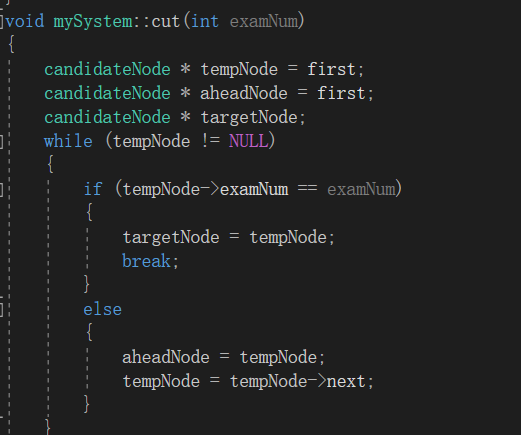 void mySystem::cut(int examNum)
{
candidateNode * tempNode = first;
candidateNode * aheadNode = first;
candidateNode * targetNode;
while (tempNode != NULL)
{
if (tempNode->examNum == examNum)
{
targetNode = tempNode;
break;
}
else
{
aheadNode = tempNode;
tempNode = tempNode->next;
}
}